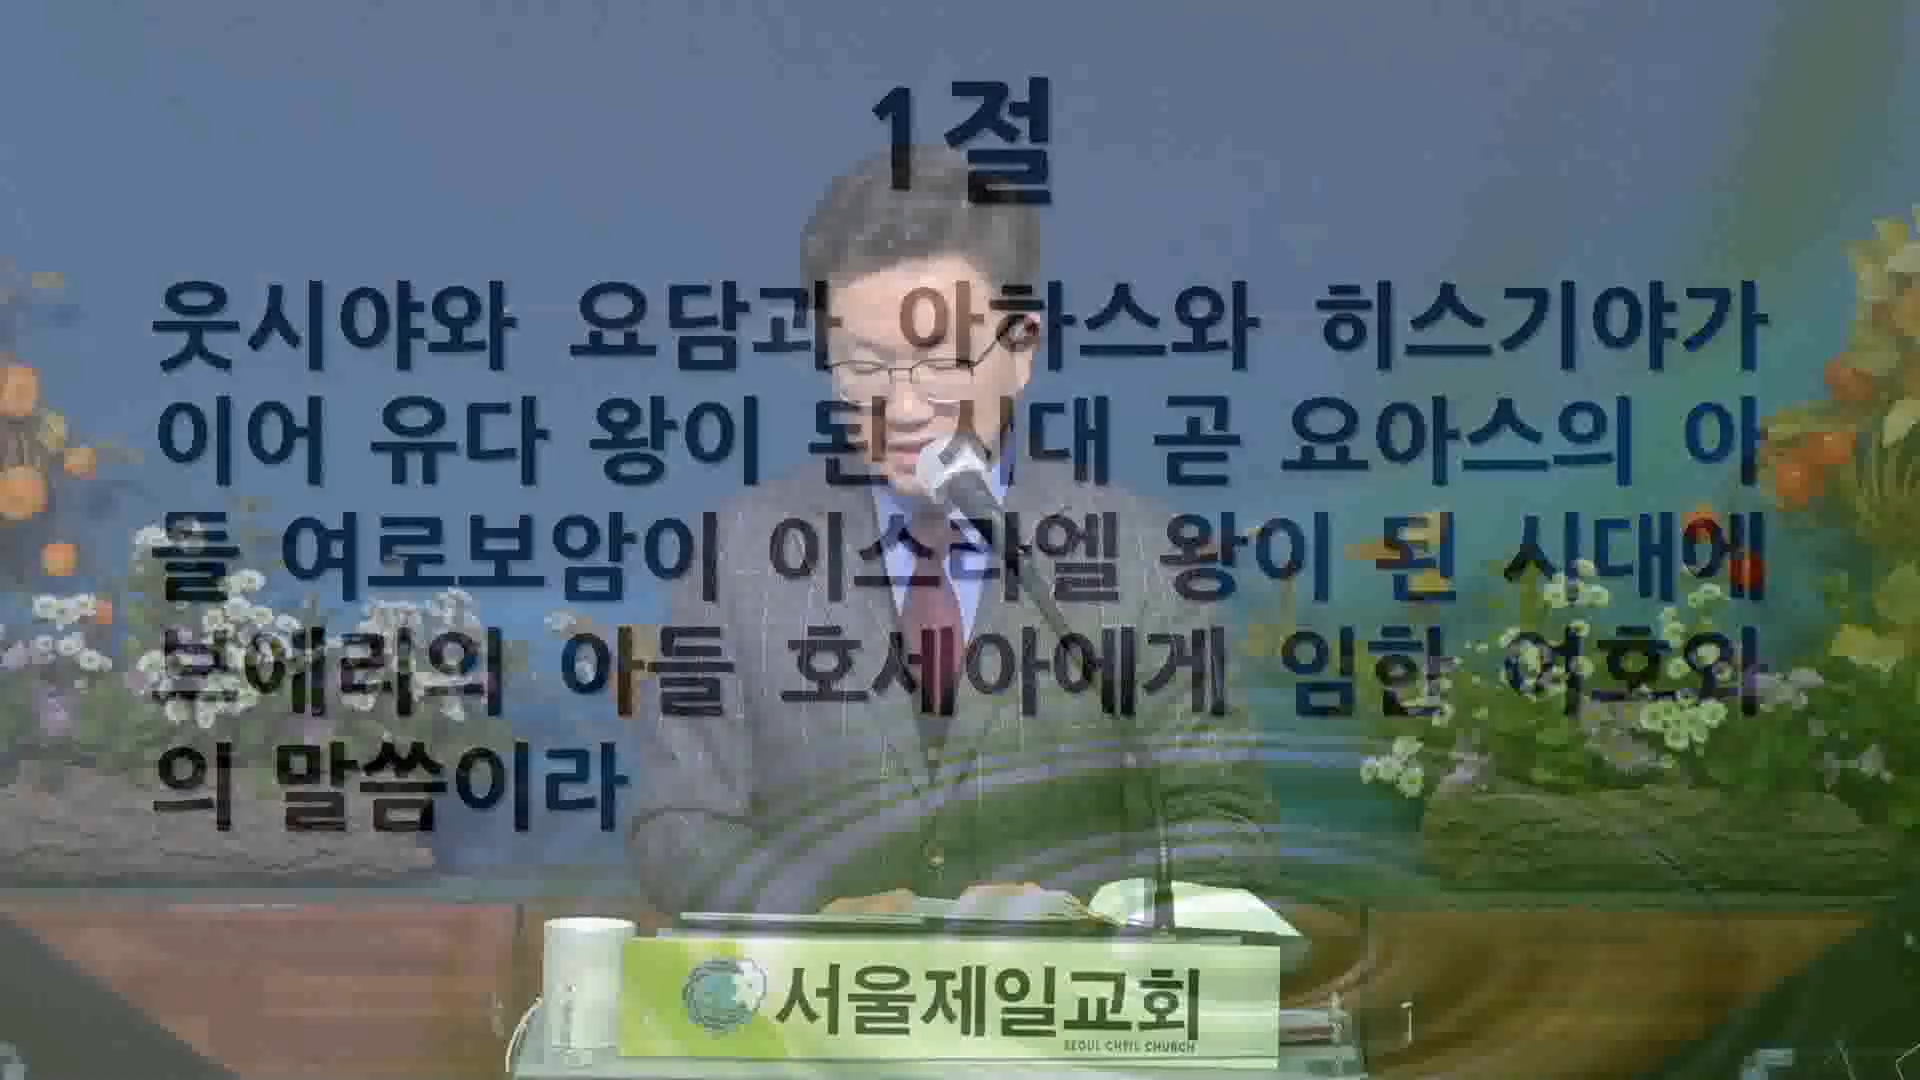 1절
웃시야와 요담과 아하스와 히스기야가
이어 유다 왕이 된 시대 곧 요아스의 아
들 여로보암이 이스라엘 왕이 된 시대에
브에리의 아들 호세아에게 임한 여호와
의 말씀이라
서울제일교회
SEOUL CHEIL CHURCH